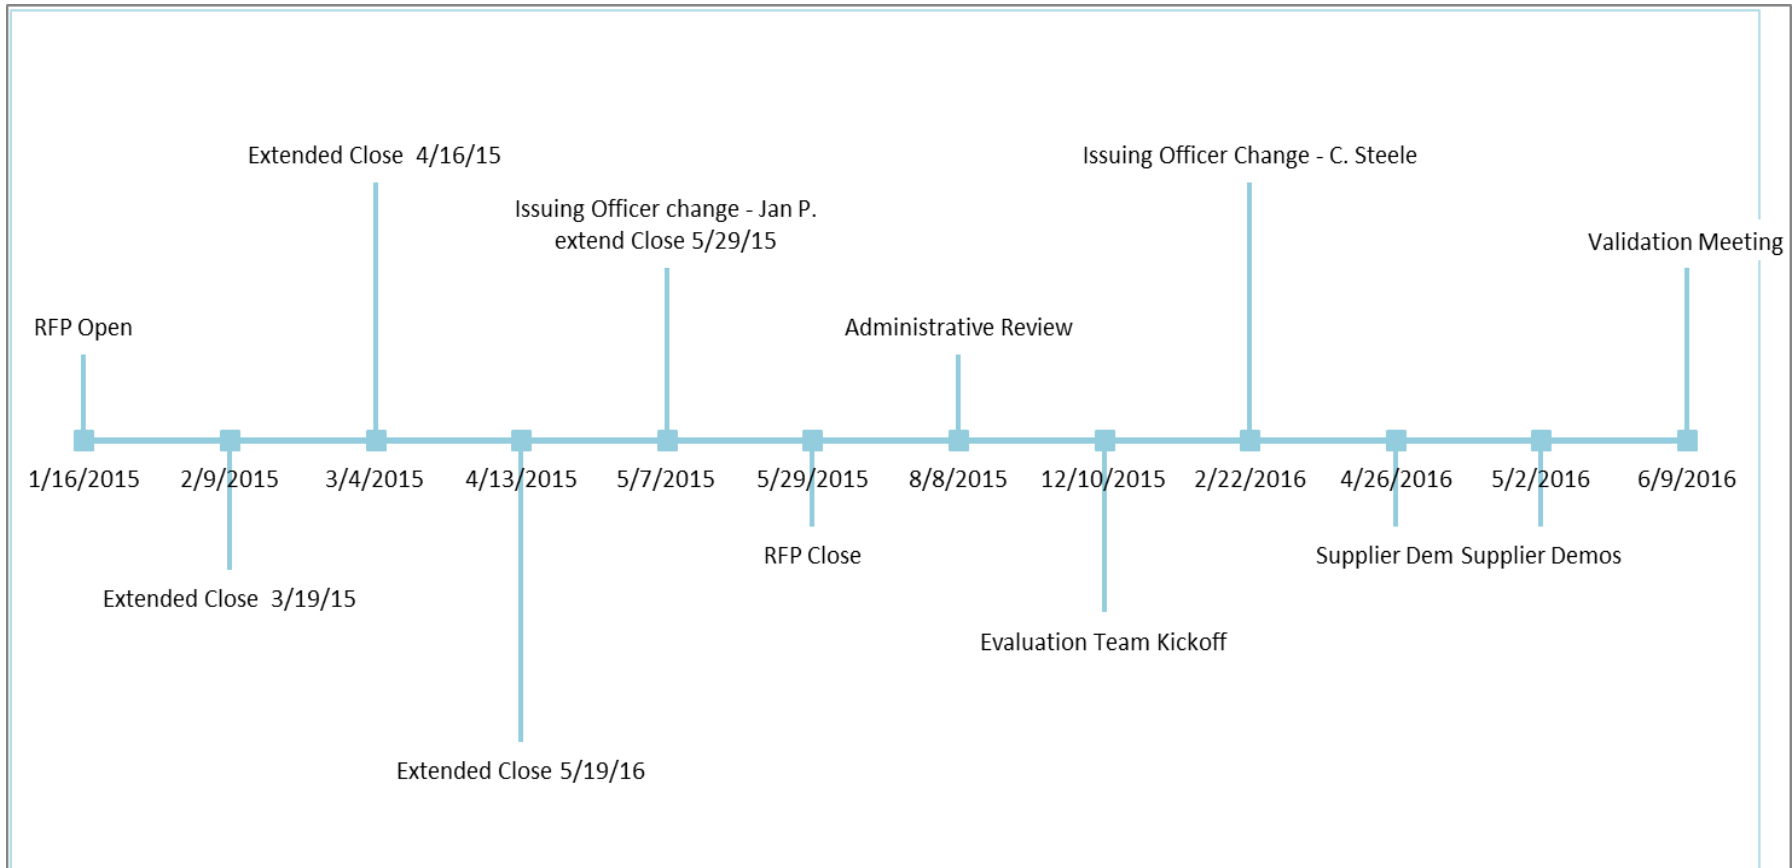 Extended Close  4/16/15
Issuing Officer Change - C. Steele
Issuing Officer change - Jan P.
extend Close 5/29/15
Validation Meeting
RFP Open
Administrative Review
1/16/2015
2/9/2015
3/4/2015
4/13/2015
5/7/2015
5/29/2015
8/8/2015
12/10/2015
2/22/2016
4/26/2016
5/2/2016
6/9/2016
RFP Close
Supplier Dem
Supplier Demos
Extended Close  3/19/15
Evaluation Team Kickoff
Extended Close 5/19/16